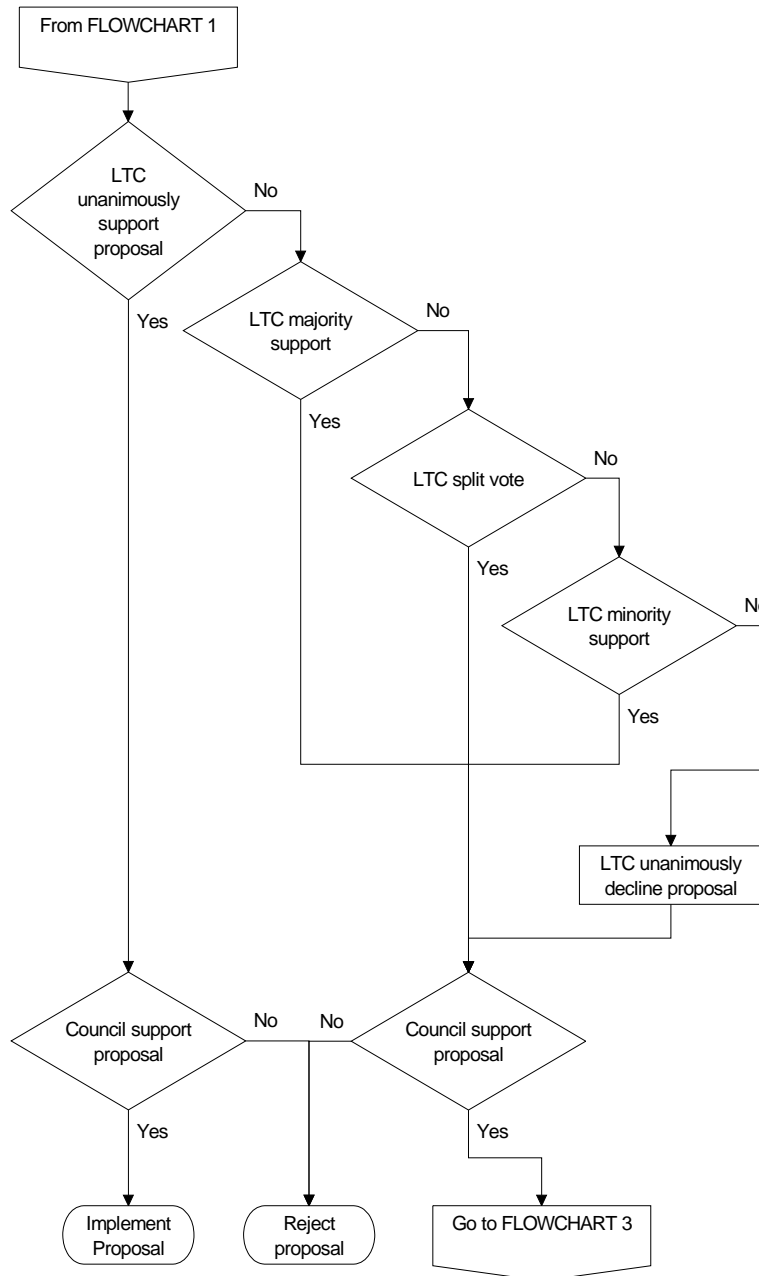 From FLOWCHART 1
LTC
unanimously
support
proposal
No
Yes
LTC majority
support
No
Yes
LTC split vote
No
Yes
LTC minority
support
No
Yes
LTC unanimously
decline proposal
Council support
proposal
No
No
Council support
proposal
Yes
Yes
Implement
Proposal
Reject
proposal
Go to FLOWCHART 3